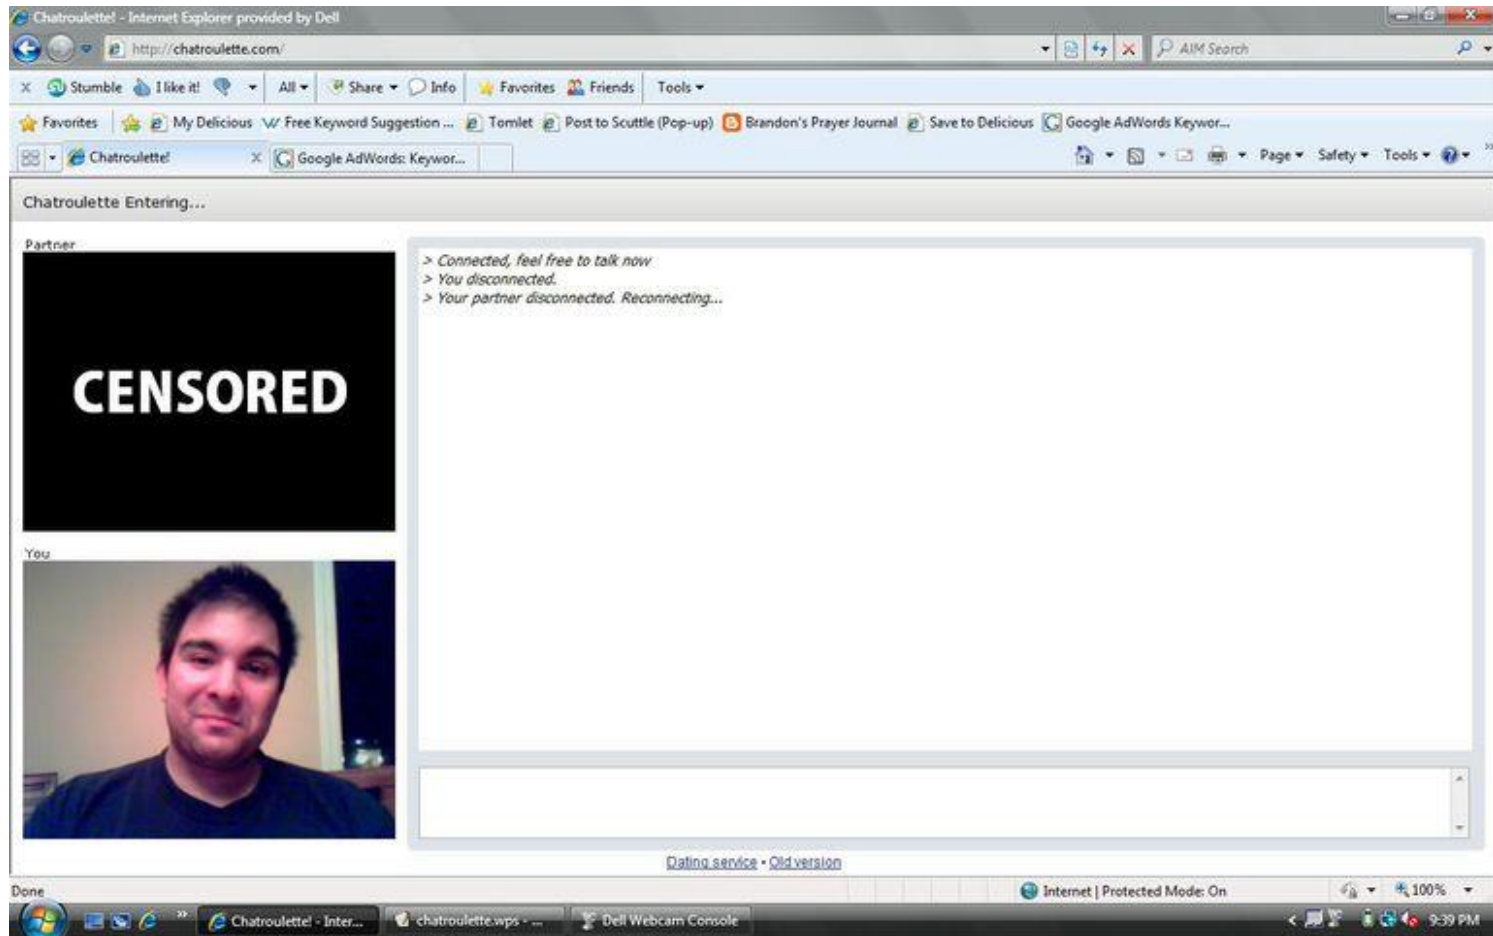 Chatroulette! - Internet Explorer provided by Dell
http://chatroulette.com/
AIM Search
x Stumble I like it! All Share Info Favorites Friends Tools
Favorites My Delicious Free Keyword Suggestion ... Tomlet Post to Scuttle (Pop-up) Brandon's Prayer Journal Save to Delicious Google AdWords Keywor...
Chatroulette! X Google AdWords: Keywor... Page Safety Tools
Chatroulette Entering...
Partner
CENSORED
> Connected, feel free to talk now
> You disconnected.
> Your partner disconnected. Reconnecting...
You
Dating service • Old version
Done Internet | Protected Mode: On 100%
Chatroulette! - Inter... chatroulette.wps - ... Dell Webcam Console 9:39 PM